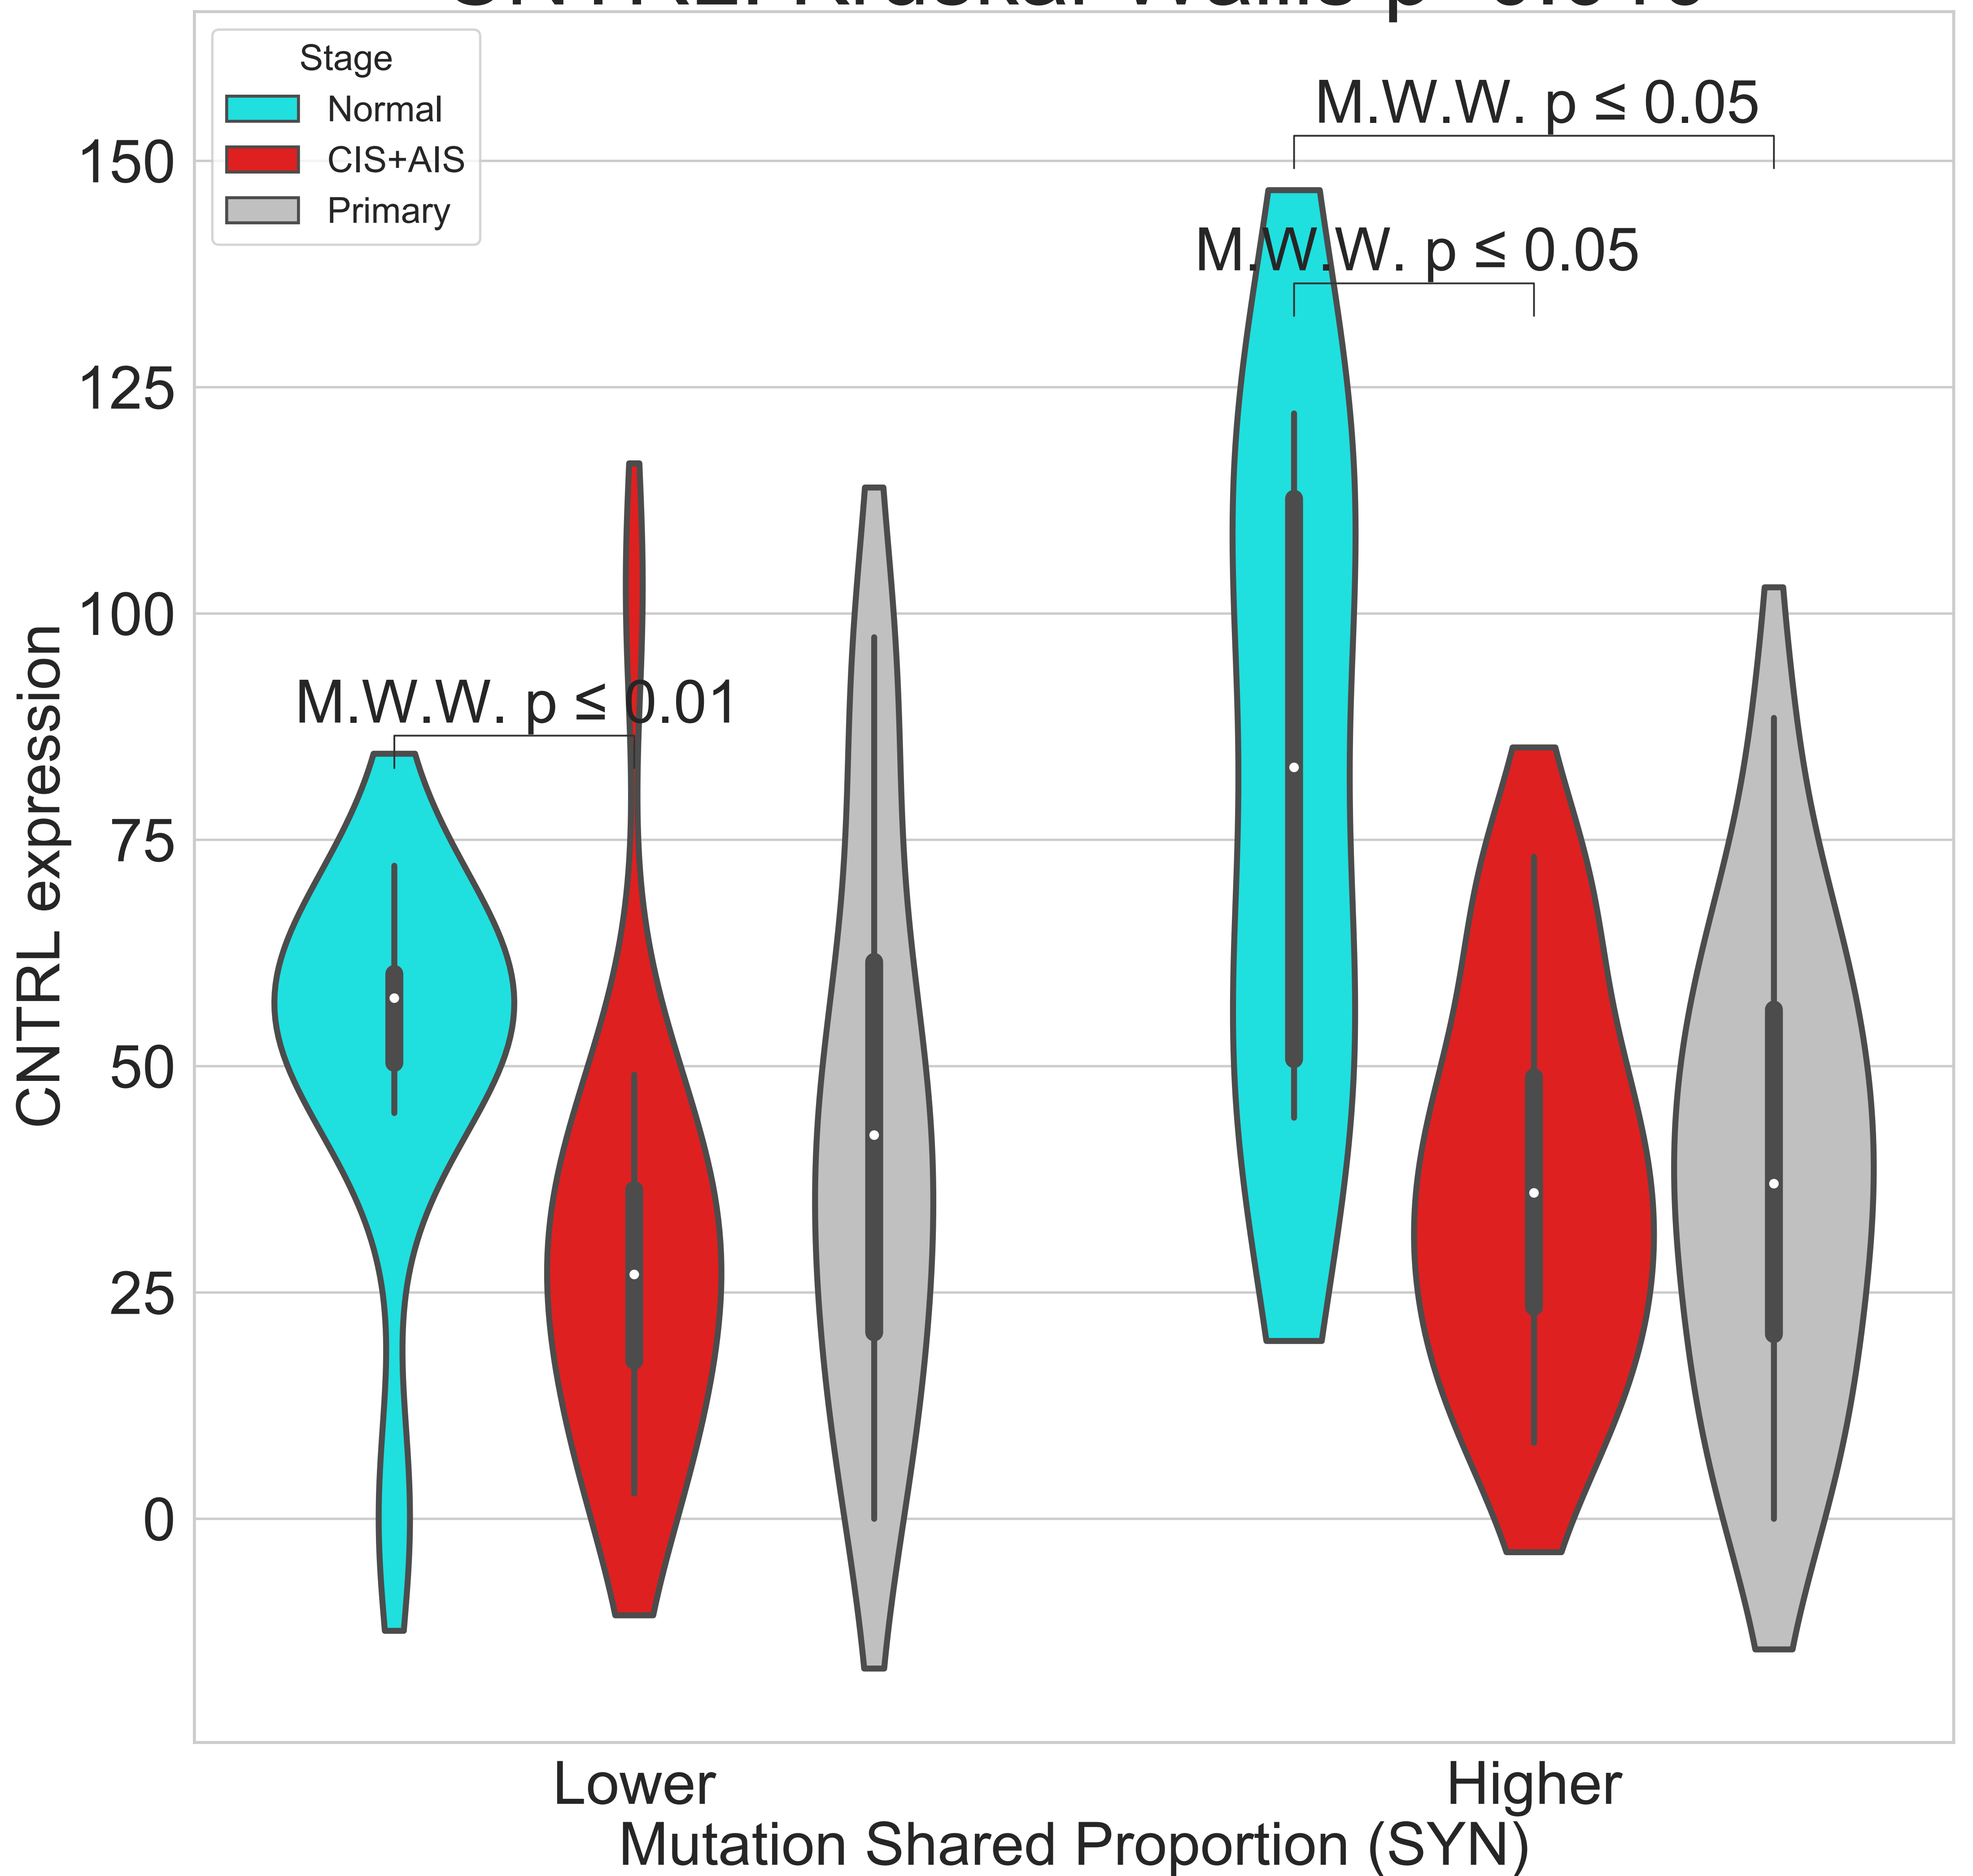 Stage
Normal
CIS+AIS
Primary
M.W.W. p ≤ 0.05
M.W.W. p ≤ 0.05
M.W.W. p ≤ 0.01
150
125
100
75
50
25
0
CNTRL expression
Lower
Higher
Mutation Shared Proportion (SYN)